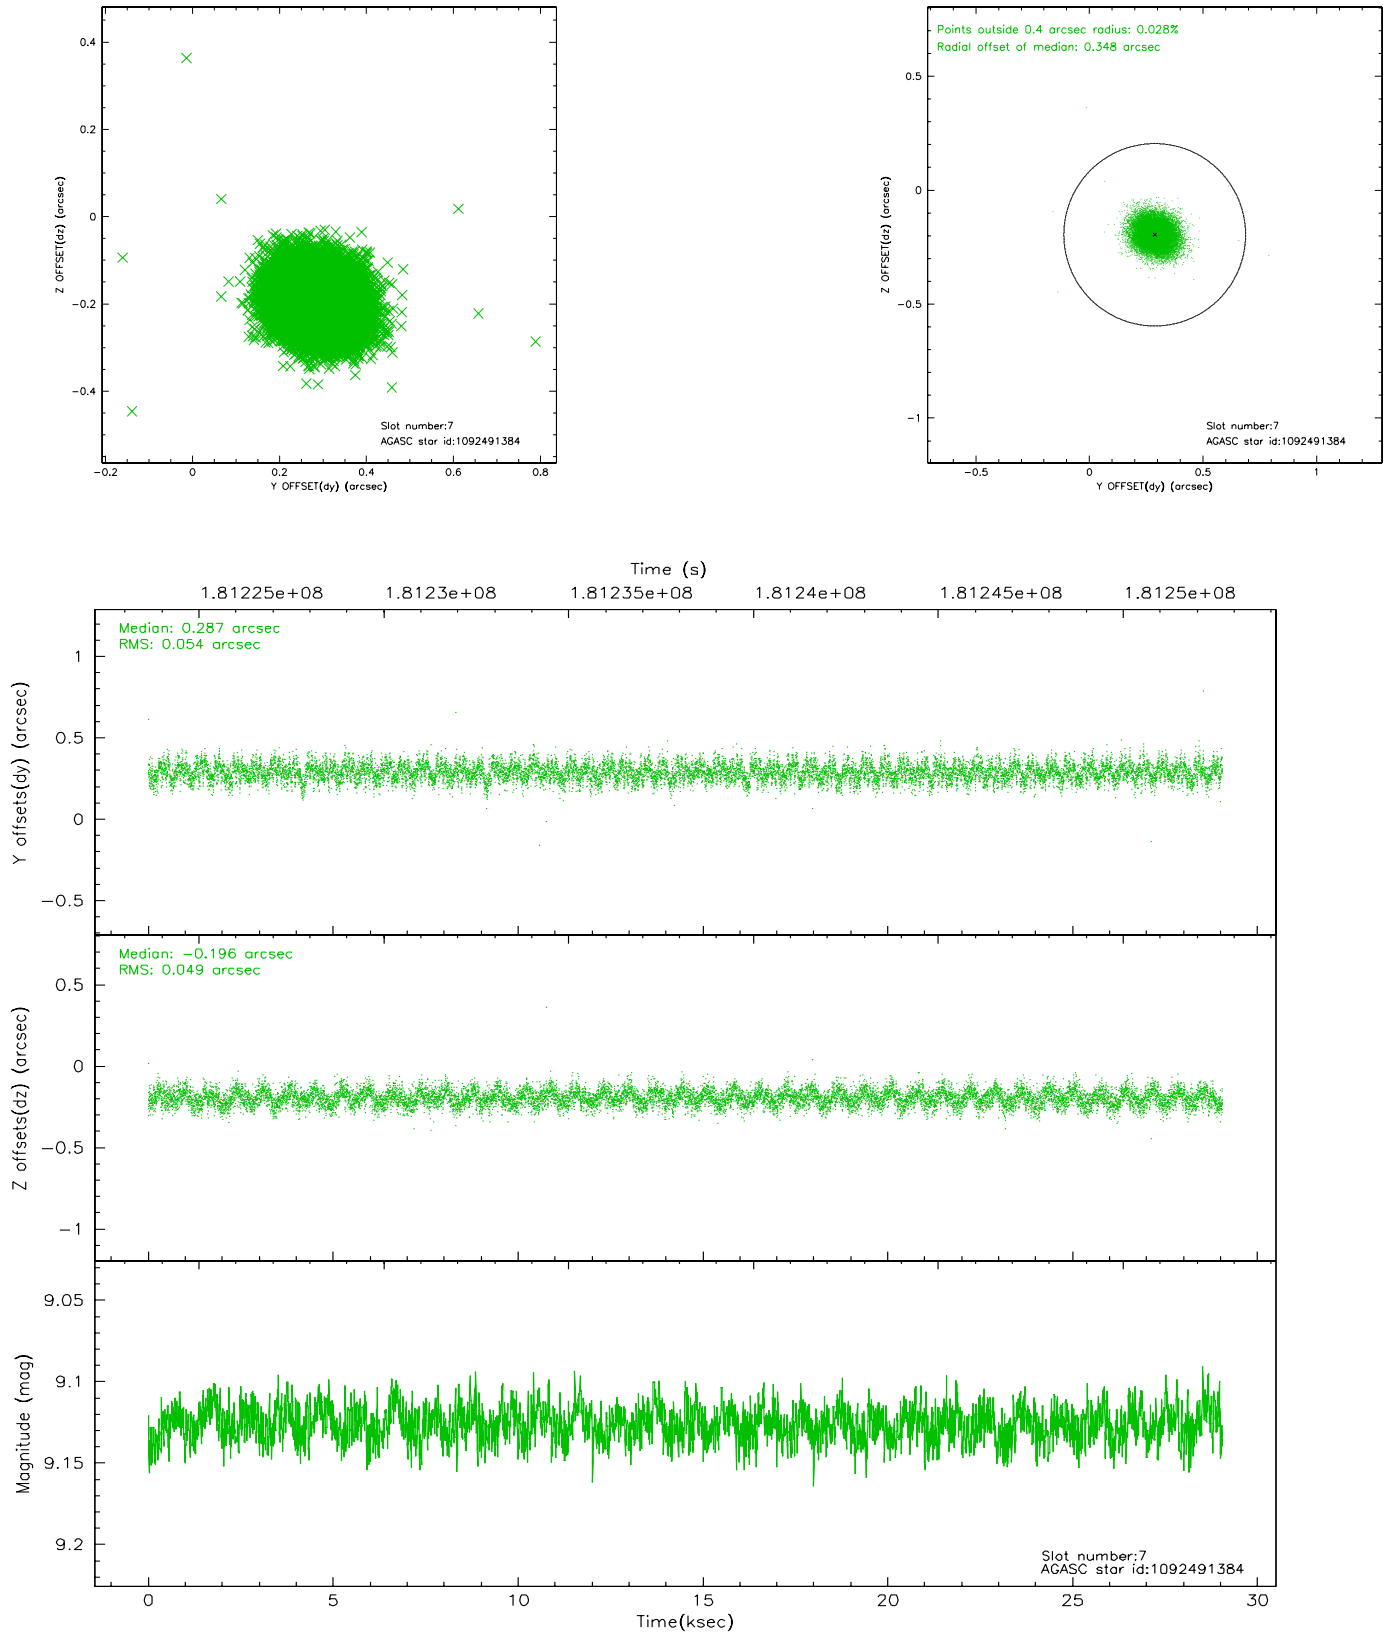 0.4
0.2
0
-0.2
-0.4
Z OFFSET(dz) (arcsec)
Slot number:7
AGASC star id:1092491384
-0.2 0 0.2 0.4 0.6 0.8
Y OFFSET(dy) (arcsec)
Points outside 0.4 arcsec radius: 0.028%
Radial offset of median: 0.348 arcsec
0.5
0
-0.5
-1
Z OFFSET(dz) (arcsec)
Slot number:7
AGASC star id:1092491384
-0.5 0 0.5 1
Y OFFSET(dy) (arcsec)
Time (s)
1.81225e+08 1.8123e+08 1.81235e+08 1.8124e+08 1.81245e+08 1.8125e+08
Median: 0.287 arcsec
RMS: 0.054 arcsec
1
0.5
0
-0.5
Y offsets(dy) (arcsec)
Median: -0.196 arcsec
RMS: 0.049 arcsec
0.5
0
-0.5
-1
Z offsets(dz) (arcsec)
9.05
9.1
9.15
9.2
Magnitude (mag)
Slot number:7
AGASC star id:1092491384
0 5 10 15 20 25 30
Time(ksec)